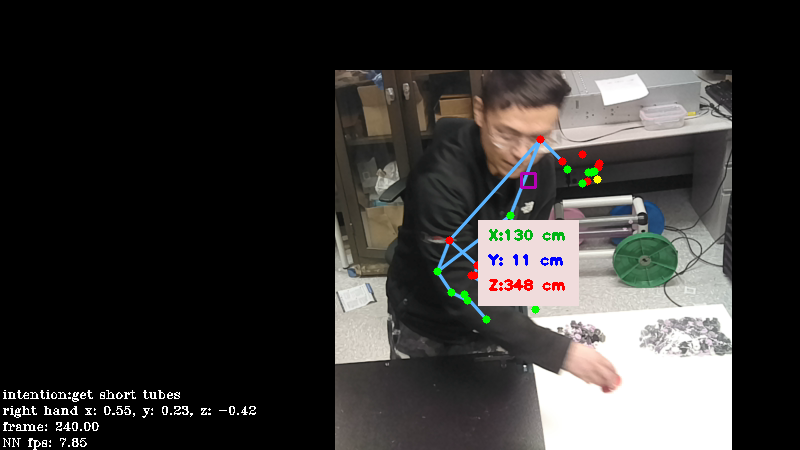 X:130 cm
Y: 11 cm
Z:348 cm
intention:get short tubes
right hand x: 0.55, y: 0.23, z: −0.42
frame: 240.00
NN fps: 7.85